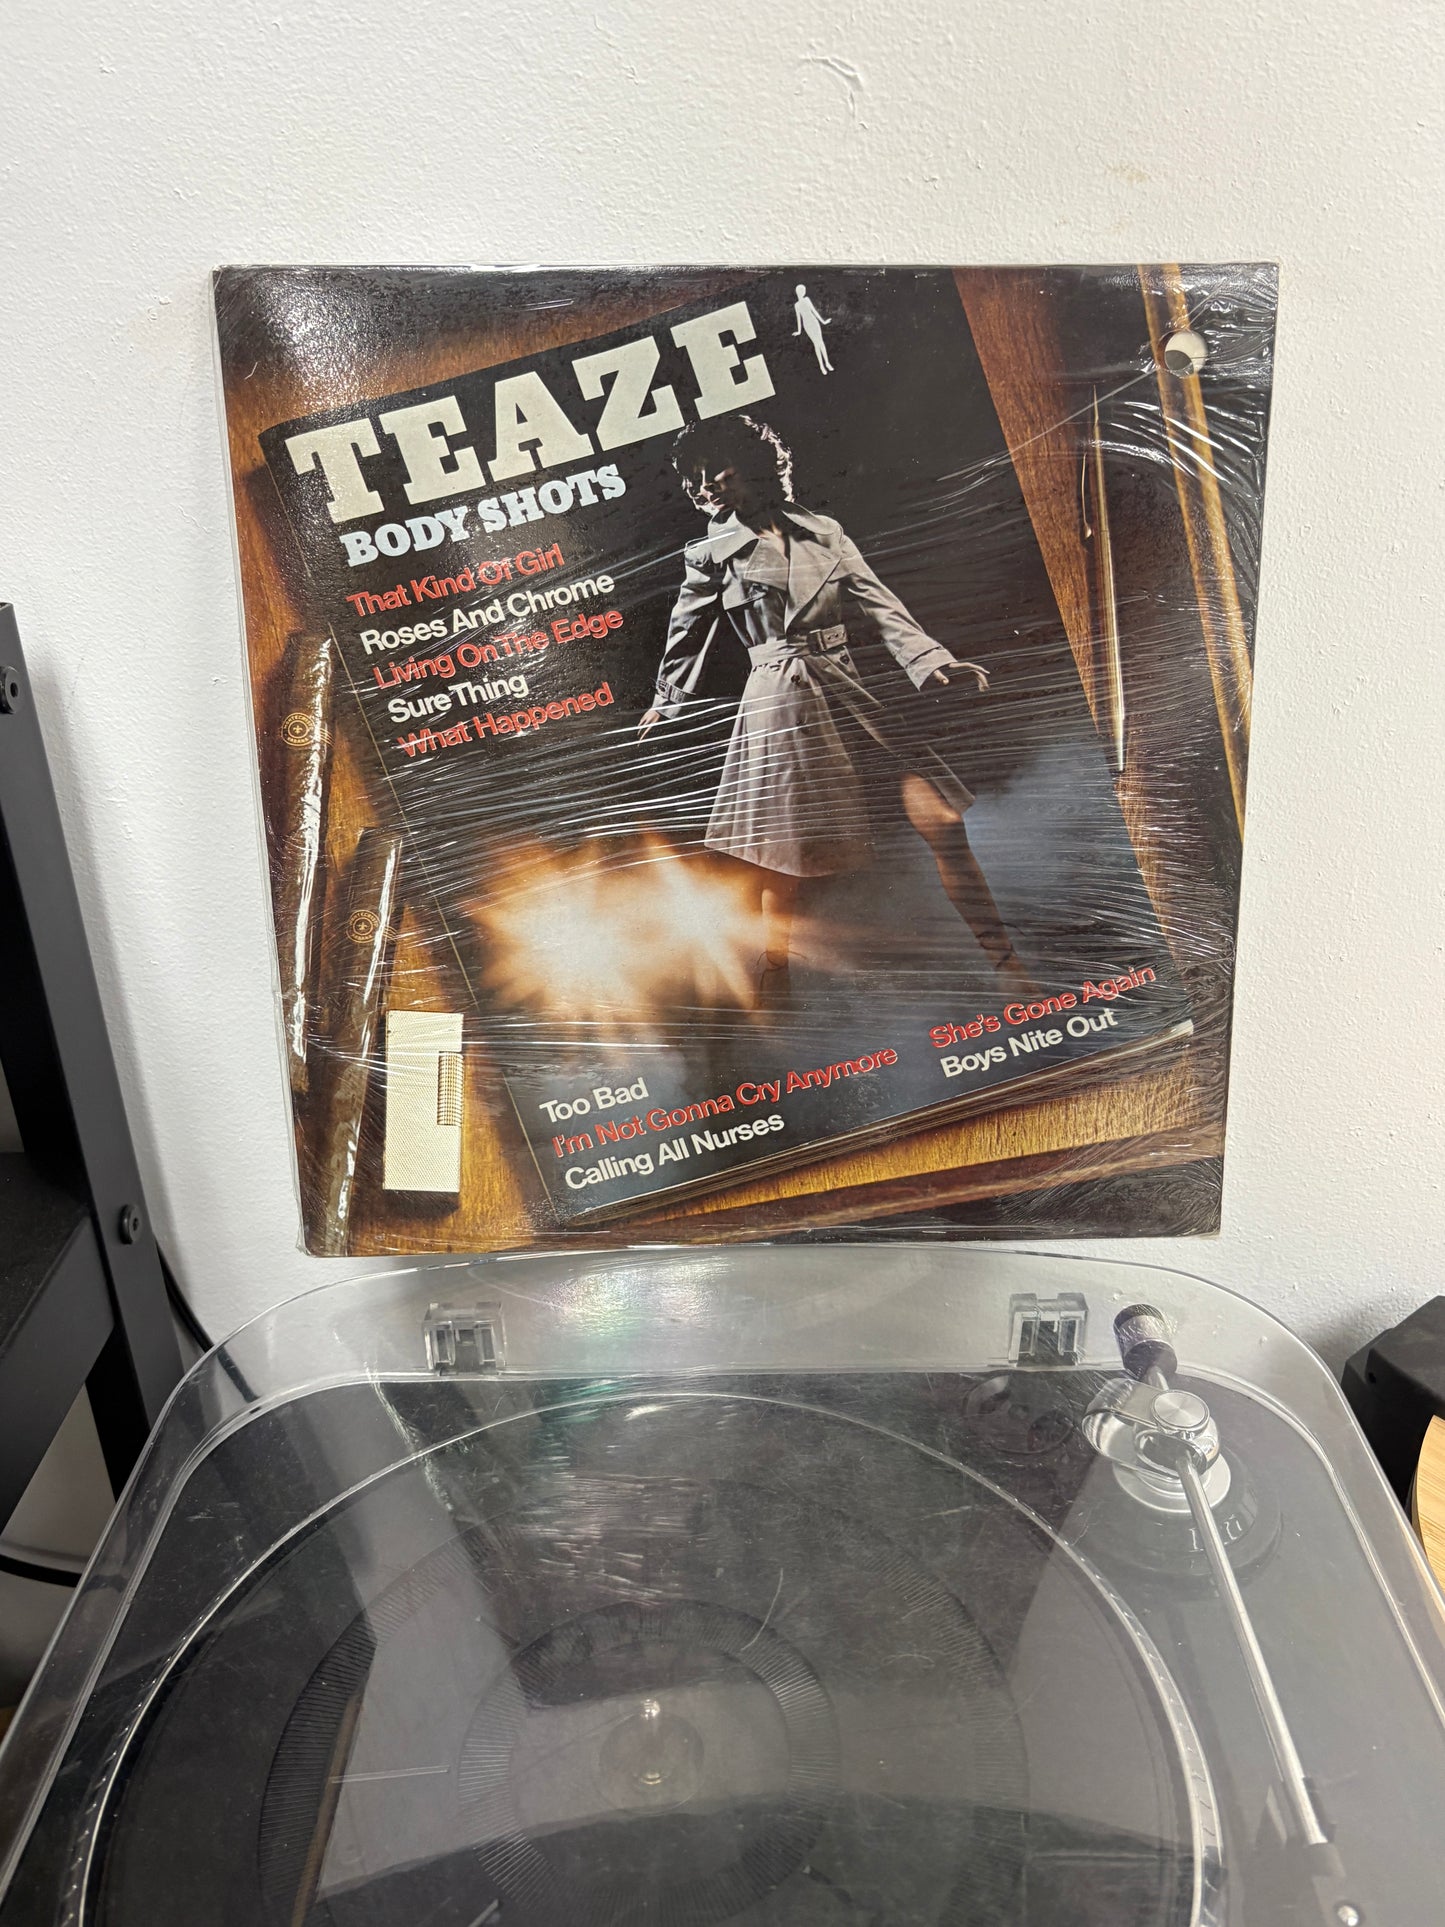 TEAZE
BODY SHOTS
That Kind Of Girl
Roses And Chrome
Living On The Edge
Sure Thing
What Happened
She's Gone Again
Boys Nite Out
Too Bad
I'm Not Gonna Cry Anymore
Calling All Nurses